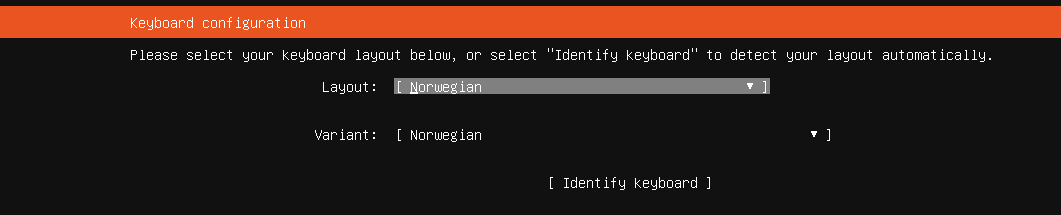 Keyboard configuration
Please select your keyboard layout below, or select "Identify keyboard" to detect your layout automatically.
Layout: [ Norwegian ▾ ]
Variant: [ Norwegian ▾ ]
[ Identify keyboard ]